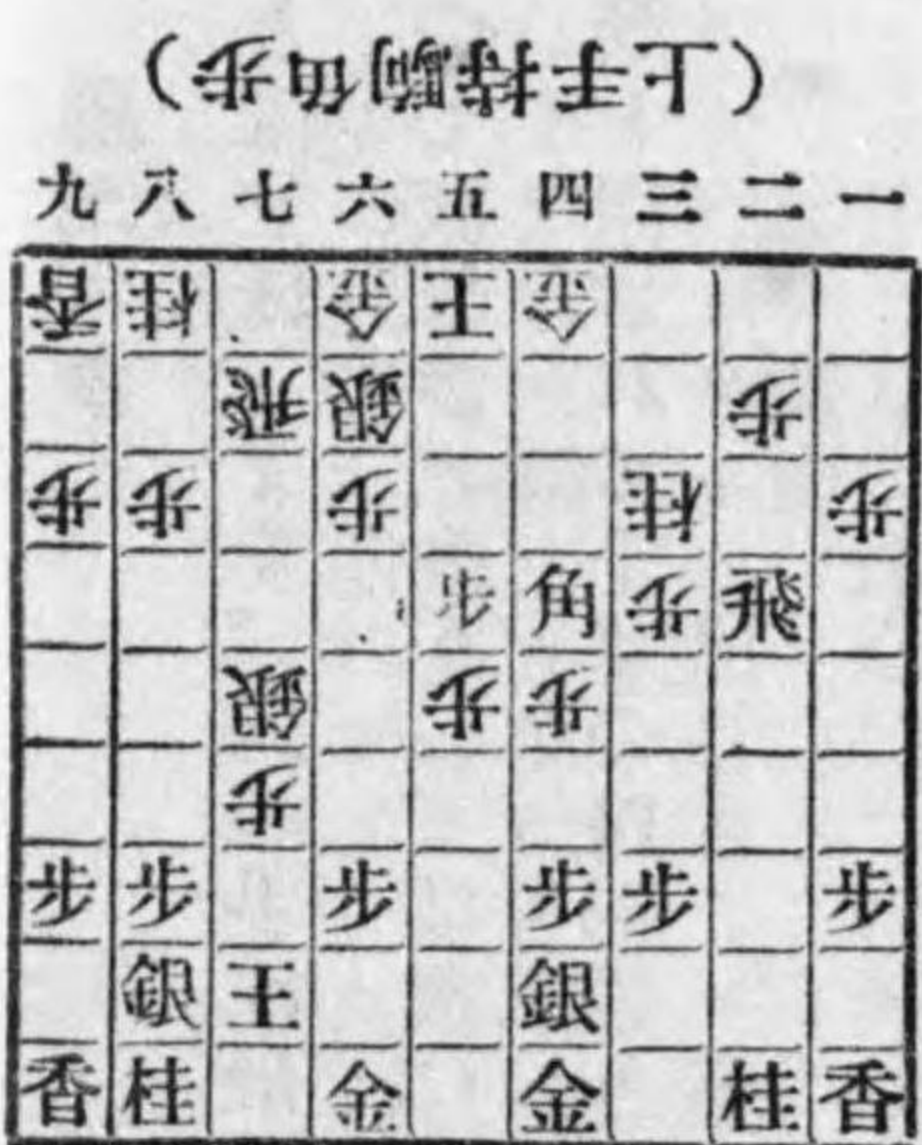 （上手持駒角歩）
九八七六五四三二一
香桂金王金
飛銀歩
歩歩歩桂歩
歩角歩飛
銀歩歩
歩
歩歩歩歩歩歩
銀王銀
香桂金金桂香